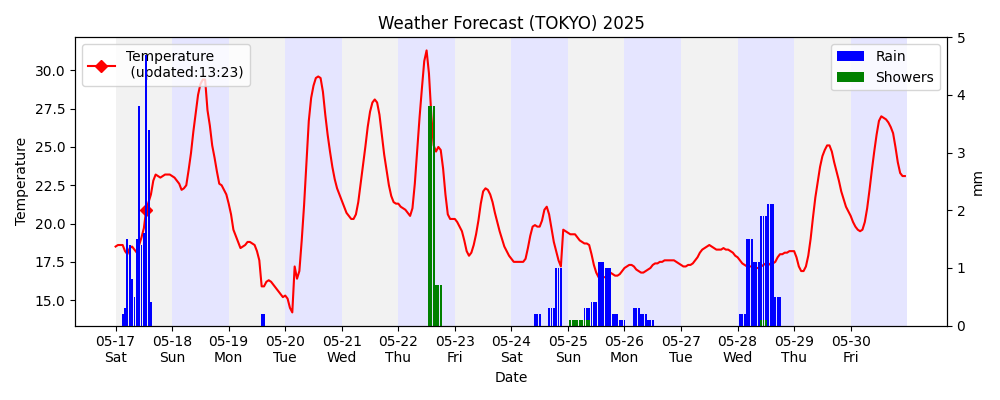 Weather Forecast (TOKYO) 2025
Temperature
(updated:13:23)
Rain
Showers
Temperature
30.0
27.5
25.0
22.5
20.0
17.5
15.0
5
4
3
2
1
0
mm
05-17 05-18 05-19 05-20 05-21 05-22 05-23 05-24 05-25 05-26 05-27 05-28 05-29 05-30
Sat Sun Mon Tue Wed Thu Fri Sat Sun Mon Tue Wed Thu Fri
Date